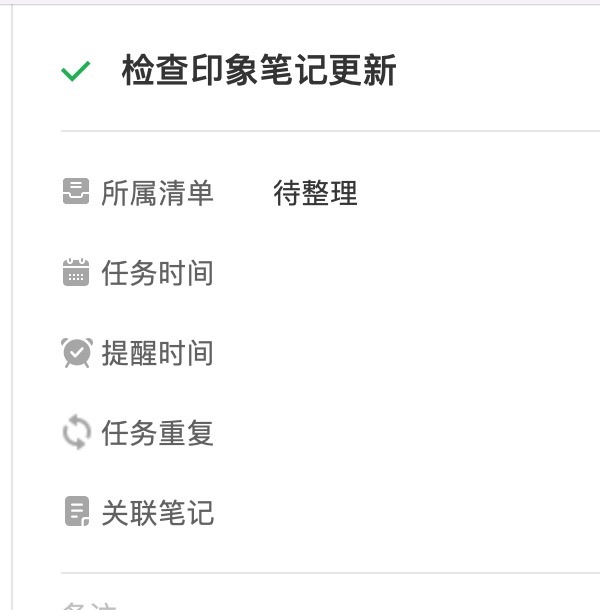 检查印象笔记更新
所属清单 待整理
任务时间
提醒时间
任务重复
关联笔记